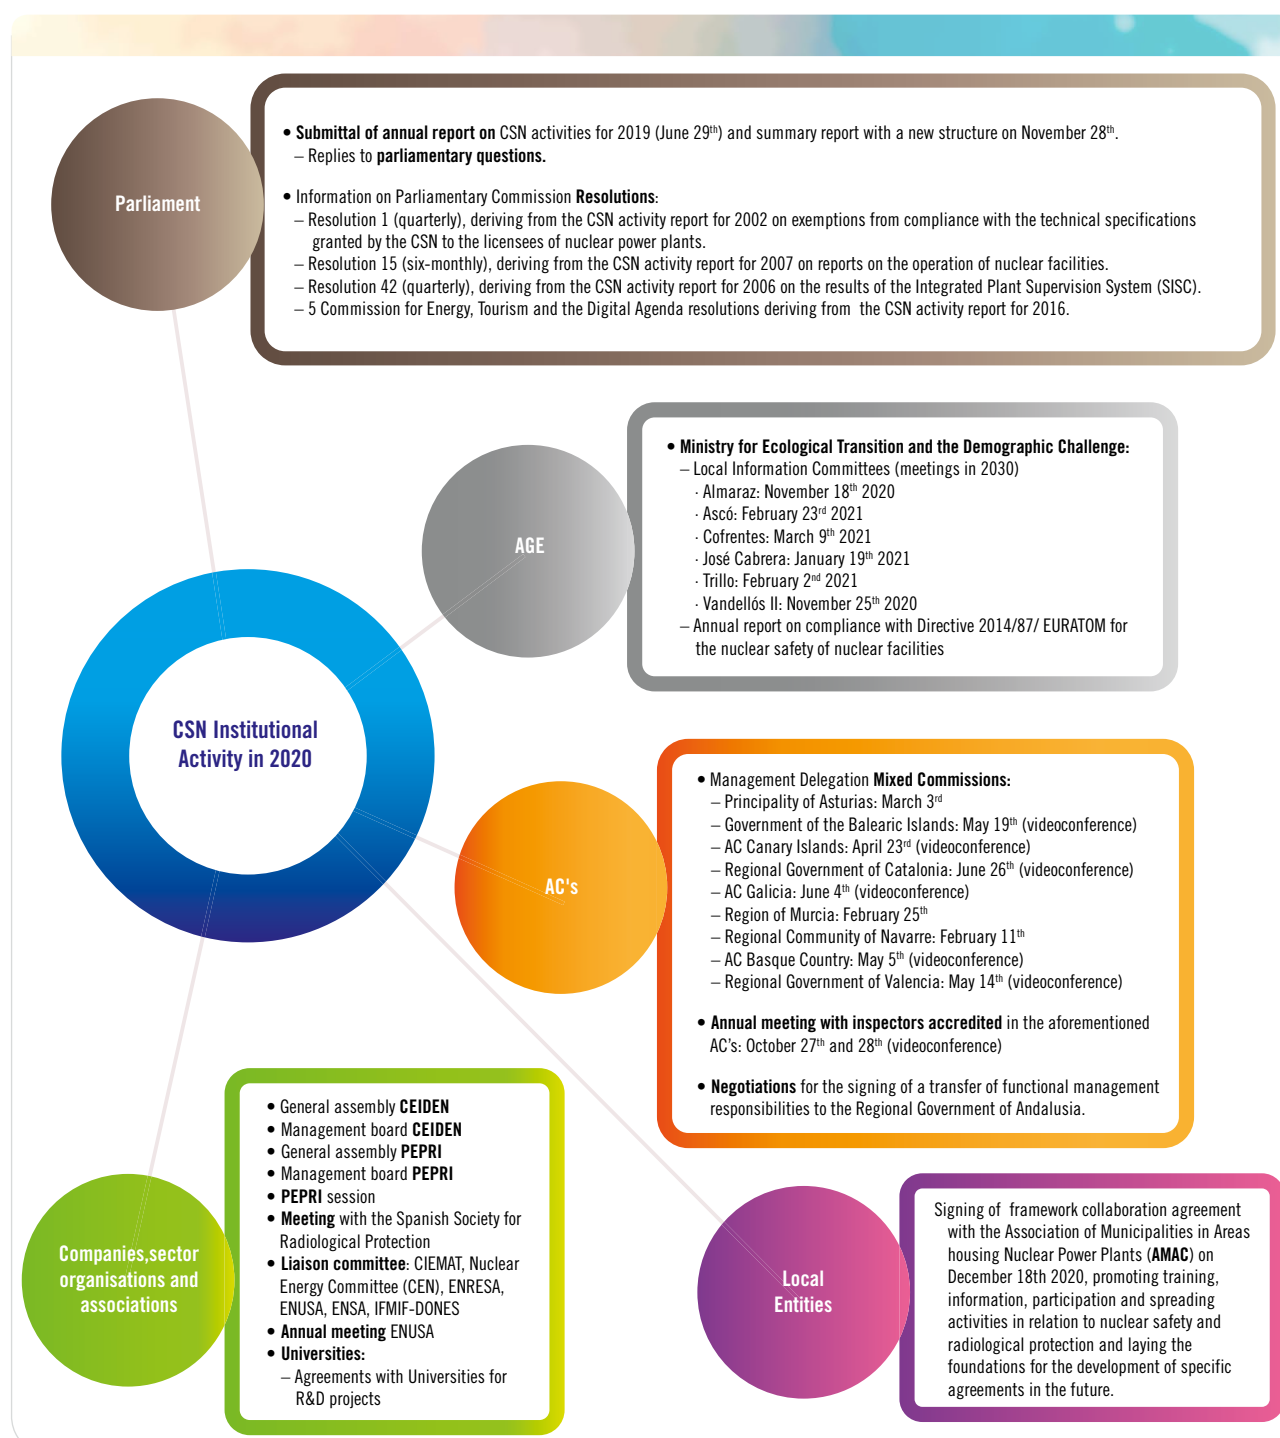 Parliament
• Submittal of annual report on CSN activities for 2019 (June 29th) and summary report with a new structure on November 28th.
– Replies to parliamentary questions.
• Information on Parliamentary Commission Resolutions:
– Resolution 1 (quarterly), deriving from the CSN activity report for 2002 on exemptions from compliance with the technical specifications
granted by the CSN to the licensees of nuclear power plants.
– Resolution 15 (six-monthly), deriving from the CSN activity report for 2007 on reports on the operation of nuclear facilities.
– Resolution 42 (quarterly), deriving from the CSN activity report for 2006 on the results of the Integrated Plant Supervision System (SISC).
– 5 Commission for Energy, Tourism and the Digital Agenda resolutions deriving from the CSN activity report for 2016.
AGE
• Ministry for Ecological Transition and the Demographic Challenge:
– Local Information Committees (meetings in 2030)
· Almaraz: November 18th 2020
· Ascó: February 23rd 2021
· Cofrentes: March 9th 2021
· José Cabrera: January 19th 2021
· Trillo: February 2nd 2021
· Vandellós II: November 25th 2020
– Annual report on compliance with Directive 2014/87/ EURATOM for
the nuclear safety of nuclear facilities
CSN Institutional
Activity in 2020
AC's
• Management Delegation Mixed Commissions:
– Principality of Asturias: March 3rd
– Government of the Balearic Islands: May 19th (videoconference)
– AC Canary Islands: April 23rd (videoconference)
– Regional Government of Catalonia: June 26th (videoconference)
– AC Galicia: June 4th (videoconference)
– Region of Murcia: February 25th
– Regional Community of Navarre: February 11th
– AC Basque Country: May 5th (videoconference)
– Regional Government of Valencia: May 14th (videoconference)
• Annual meeting with inspectors accredited in the aforementioned
AC's: October 27th and 28th (videoconference)
• Negotiations for the signing of a transfer of functional management
responsibilities to the Regional Government of Andalusia.
Companies,sector
organisations and
associations
• General assembly CEIDEN
• Management board CEIDEN
• General assembly PEPRI
• Management board PEPRI
• PEPRI session
• Meeting with the Spanish Society for
Radiological Protection
• Liaison committee: CIEMAT, Nuclear
Energy Committee (CEN), ENRESA,
ENUSA, ENSA, IFMIF-DONES
• Annual meeting ENUSA
• Universities:
– Agreements with Universities for
R&D projects
Local
Entities
Signing of framework collaboration agreement
with the Association of Municipalities in Areas
housing Nuclear Power Plants (AMAC) on
December 18th 2020, promoting training,
information, participation and spreading
activities in relation to nuclear safety and
radiological protection and laying the
foundations for the development of specific
agreements in the future.